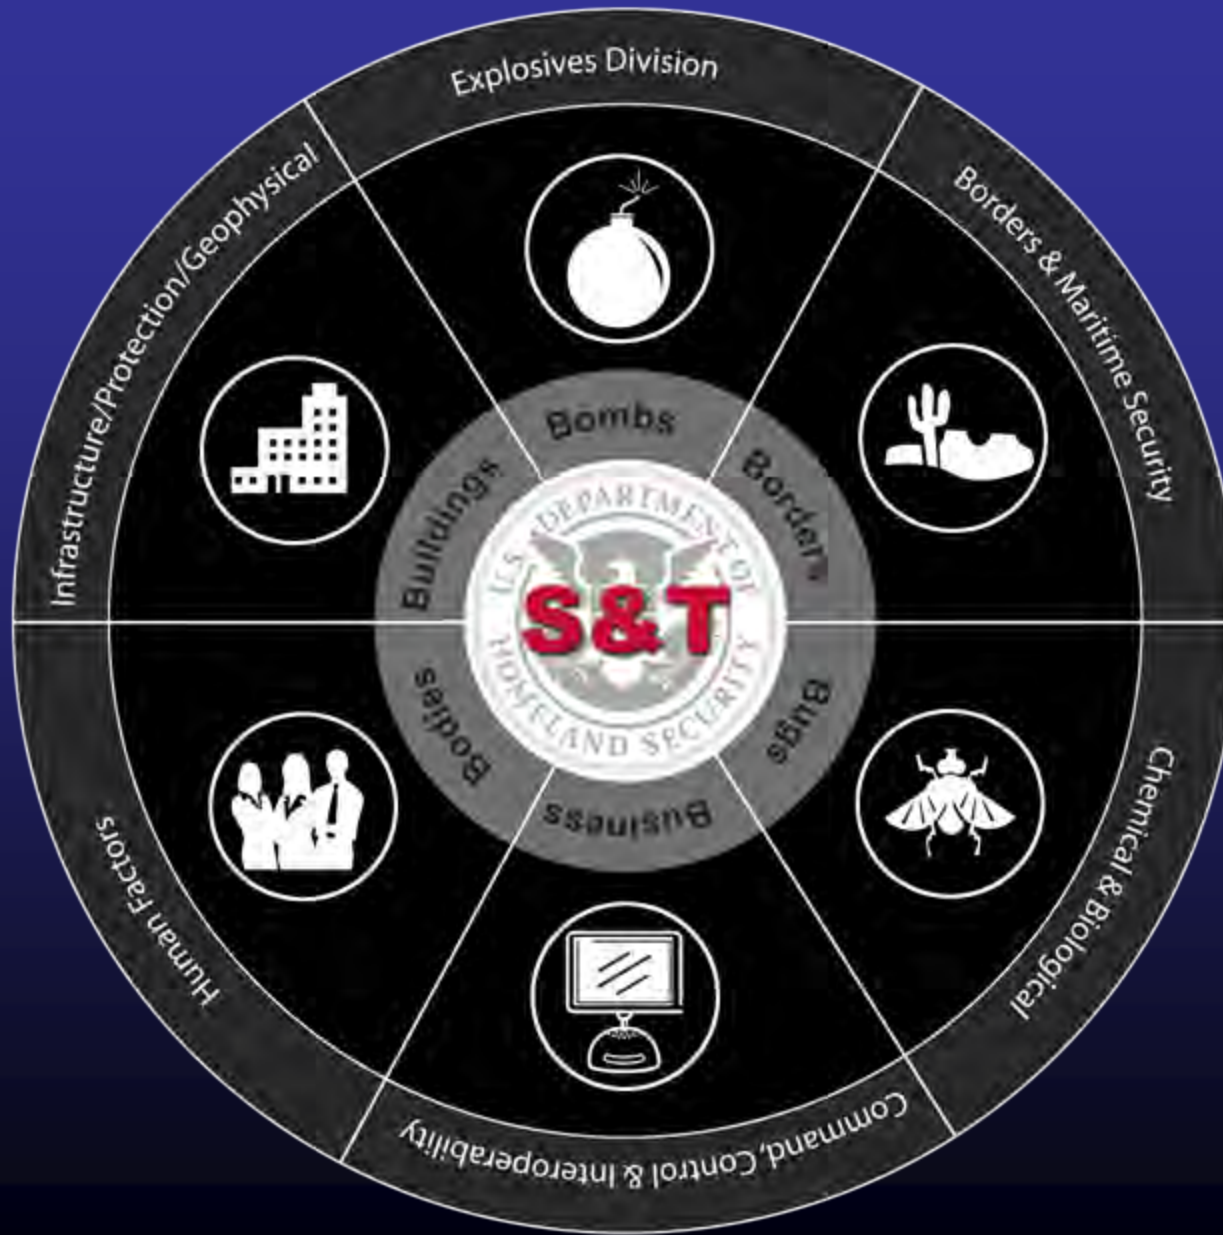 Explosives Division
Borders & Maritime Security
Chemical & Biological
Command, Control & Interoperability
Human Factors
Infrastructure/Protection/Geophysical
Bombs
Borders
Bugs
Business
Bodies
Buildings
U.S. DEPARTMENT OF
HOMELAND SECURITY
S&T